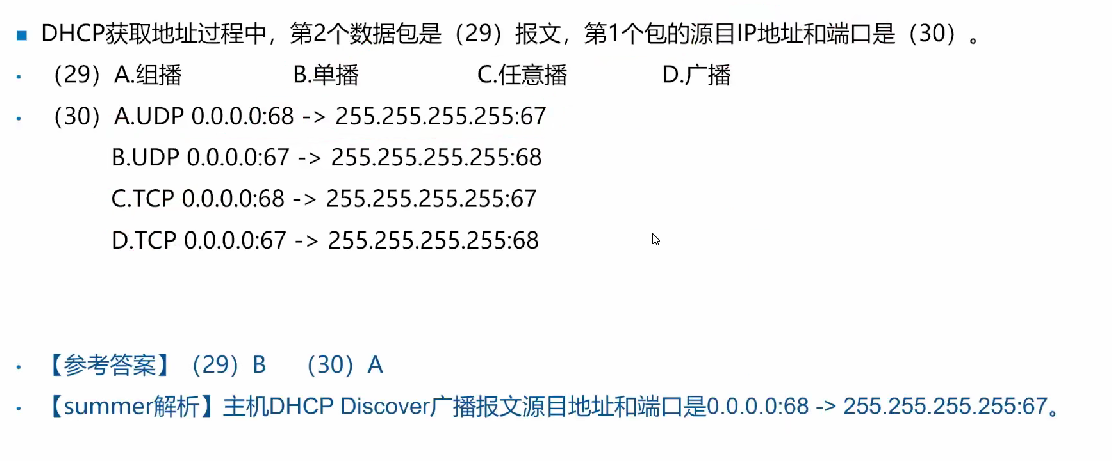 DHCP获取地址过程中，第2个数据包是（29）报文，第1个包的源目IP地址和端口是（30）。
（29）A.组播 B.单播 C.任意播 D.广播
（30）A.UDP 0.0.0.0:68 -> 255.255.255.255:67
B.UDP 0.0.0.0:67 -> 255.255.255.255:68
C.TCP 0.0.0.0:68 -> 255.255.255.255:67
D.TCP 0.0.0.0:67 -> 255.255.255.255:68
【参考答案】（29）B （30）A
【summer解析】主机DHCP Discover广播报文源目地址和端口是0.0.0.0:68 -> 255.255.255.255:67。